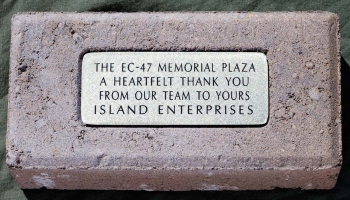 THE EC-47 MEMORIAL PLAZA
A HEARTFELT THANK YOU
FROM OUR TEAM TO YOURS
ISLAND ENTERPRISES